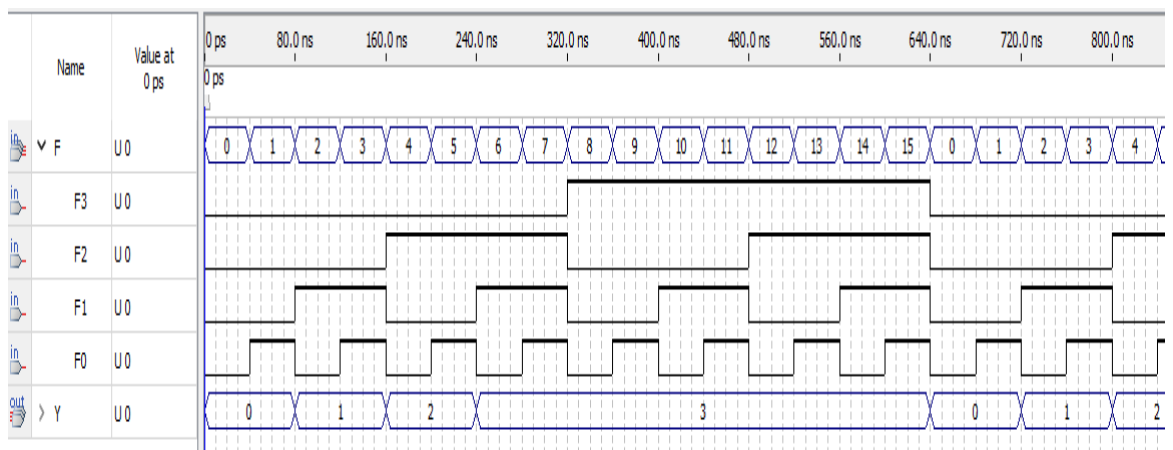 Name
Value at
0 ps
0 ps 80.0 ns 160.0 ns 240.0 ns 320.0 ns 400.0 ns 480.0 ns 560.0 ns 640.0 ns 720.0 ns 800.0 ns
0 ps
in F U 0 0 1 2 3 4 5 6 7 8 9 10 11 12 13 14 15 0 1 2 3 4
in F3 U 0
in F2 U 0
in F1 U 0
in F0 U 0
out Y U 0 0 1 2 3 0 1 2